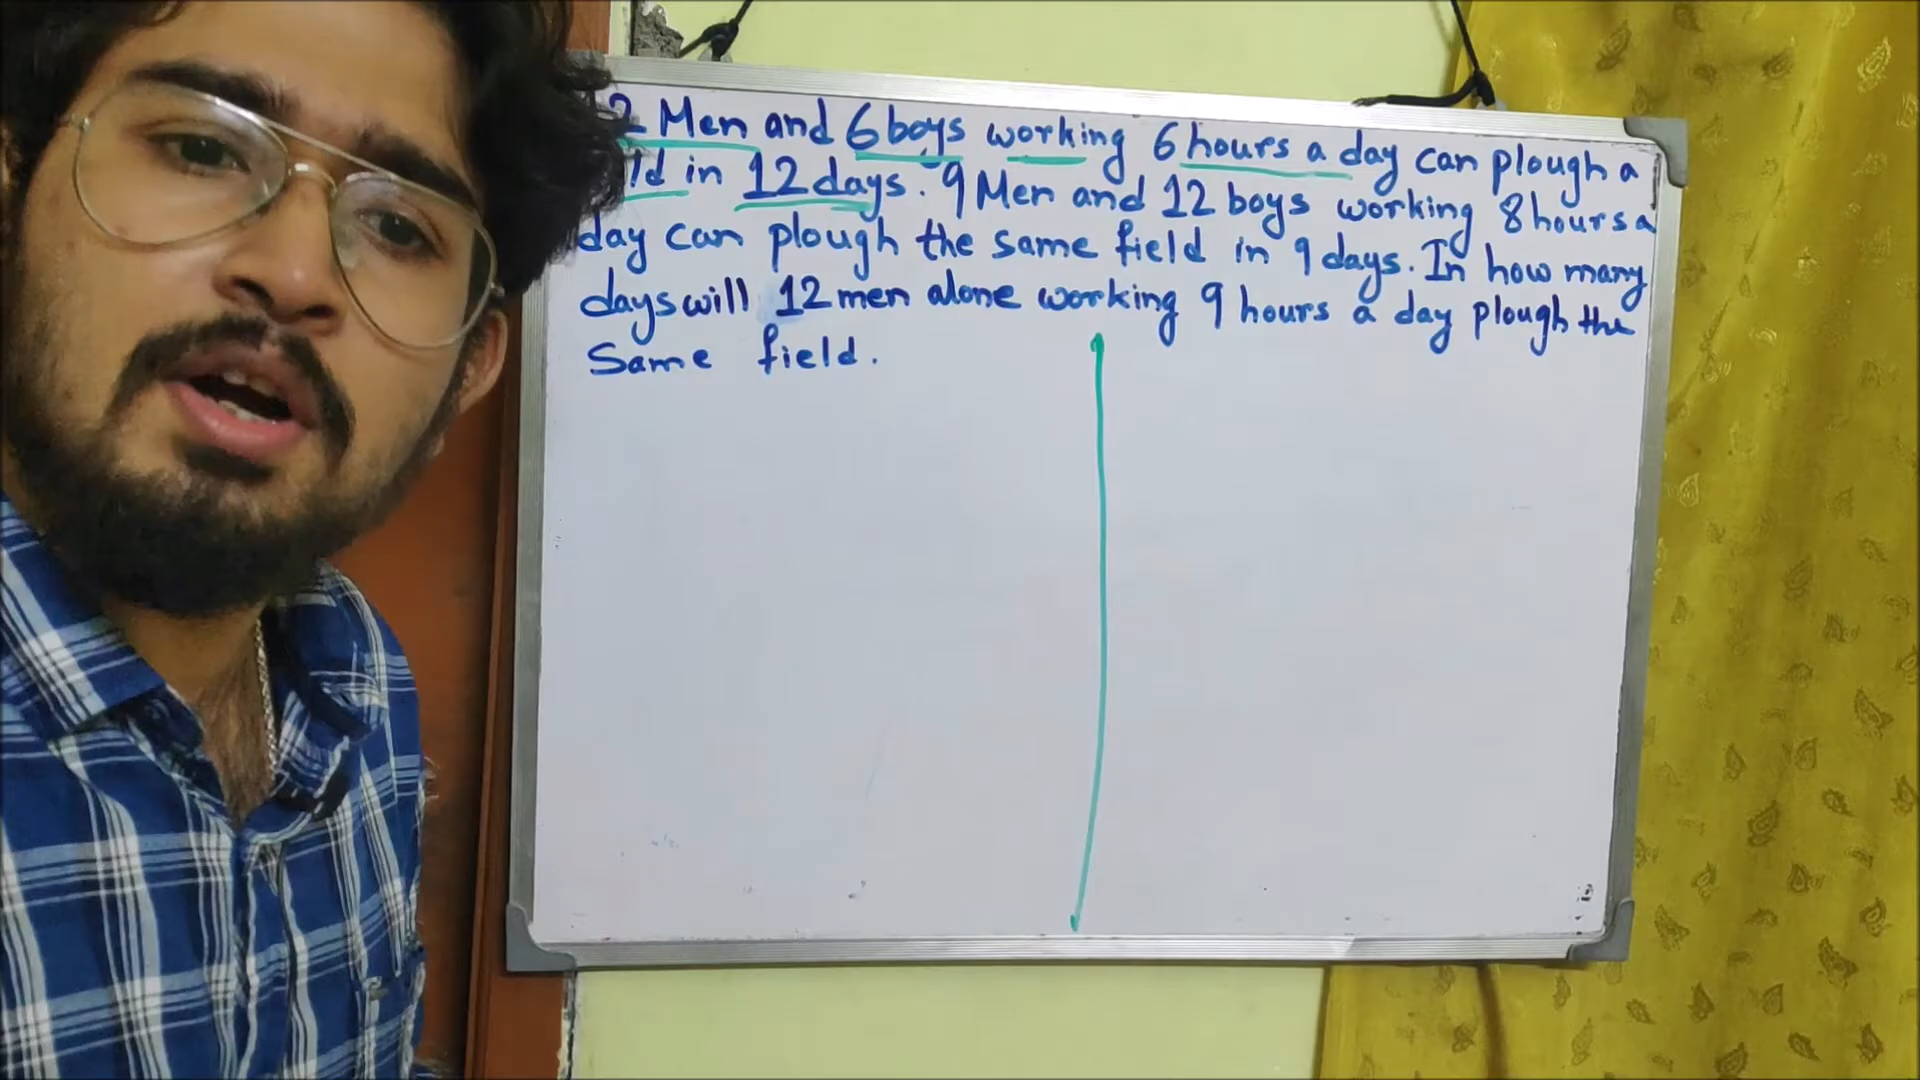 2 Men and 6 boys working 6 hours a day can plough a
ld in 12 days. 9 Men and 12 boys working 8 hours a
day can plough the same field in 9 days. In how many
days will 12 men alone working 9 hours a day plough the
Same field.